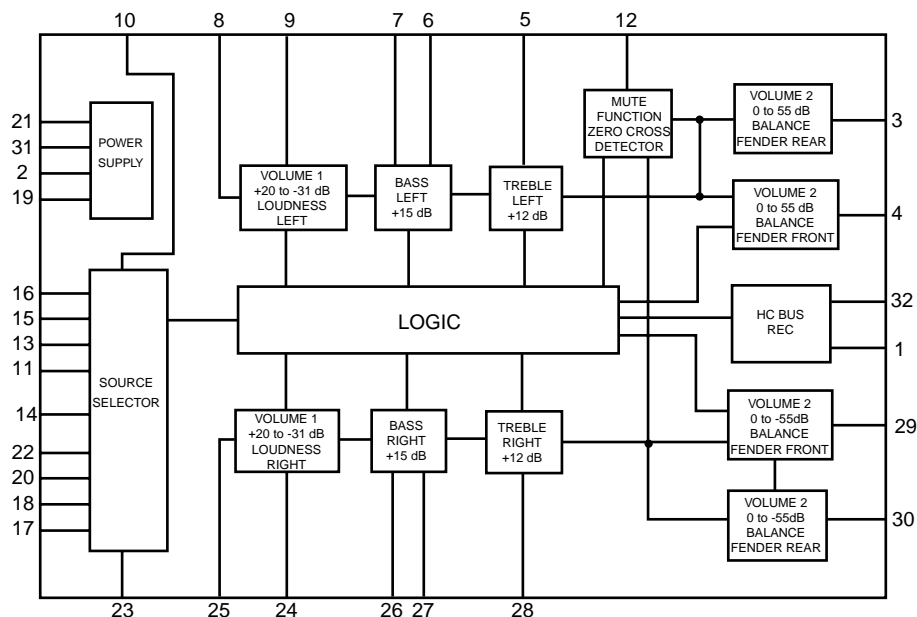 10
8
9
7
6
5
12
21
31
2
19
POWER
SUPPLY
MUTE
FUNCTION
ZERO CROSS
DETECTOR
VOLUME 2
0 to 55 dB
BALANCE
FENDER REAR
3
VOLUME 1
+20 to -31 dB
LOUDNESS
LEFT
BASS
LEFT
+15 dB
TREBLE
LEFT
+12 dB
VOLUME 2
0 to 55 dB
BALANCE
FENDER FRONT
4
16
15
13
11
14
22
20
18
17
SOURCE
SELECTOR
LOGIC
HC BUS
REC
32
1
VOLUME 1
+20 to -31 dB
LOUDNESS
RIGHT
BASS
RIGHT
+15 dB
TREBLE
RIGHT
+12 dB
VOLUME 2
0 to -55dB
BALANCE
FENDER FRONT
29
VOLUME 2
0 to -55dB
BALANCE
FENDER REAR
30
23
25
24
26
27
28